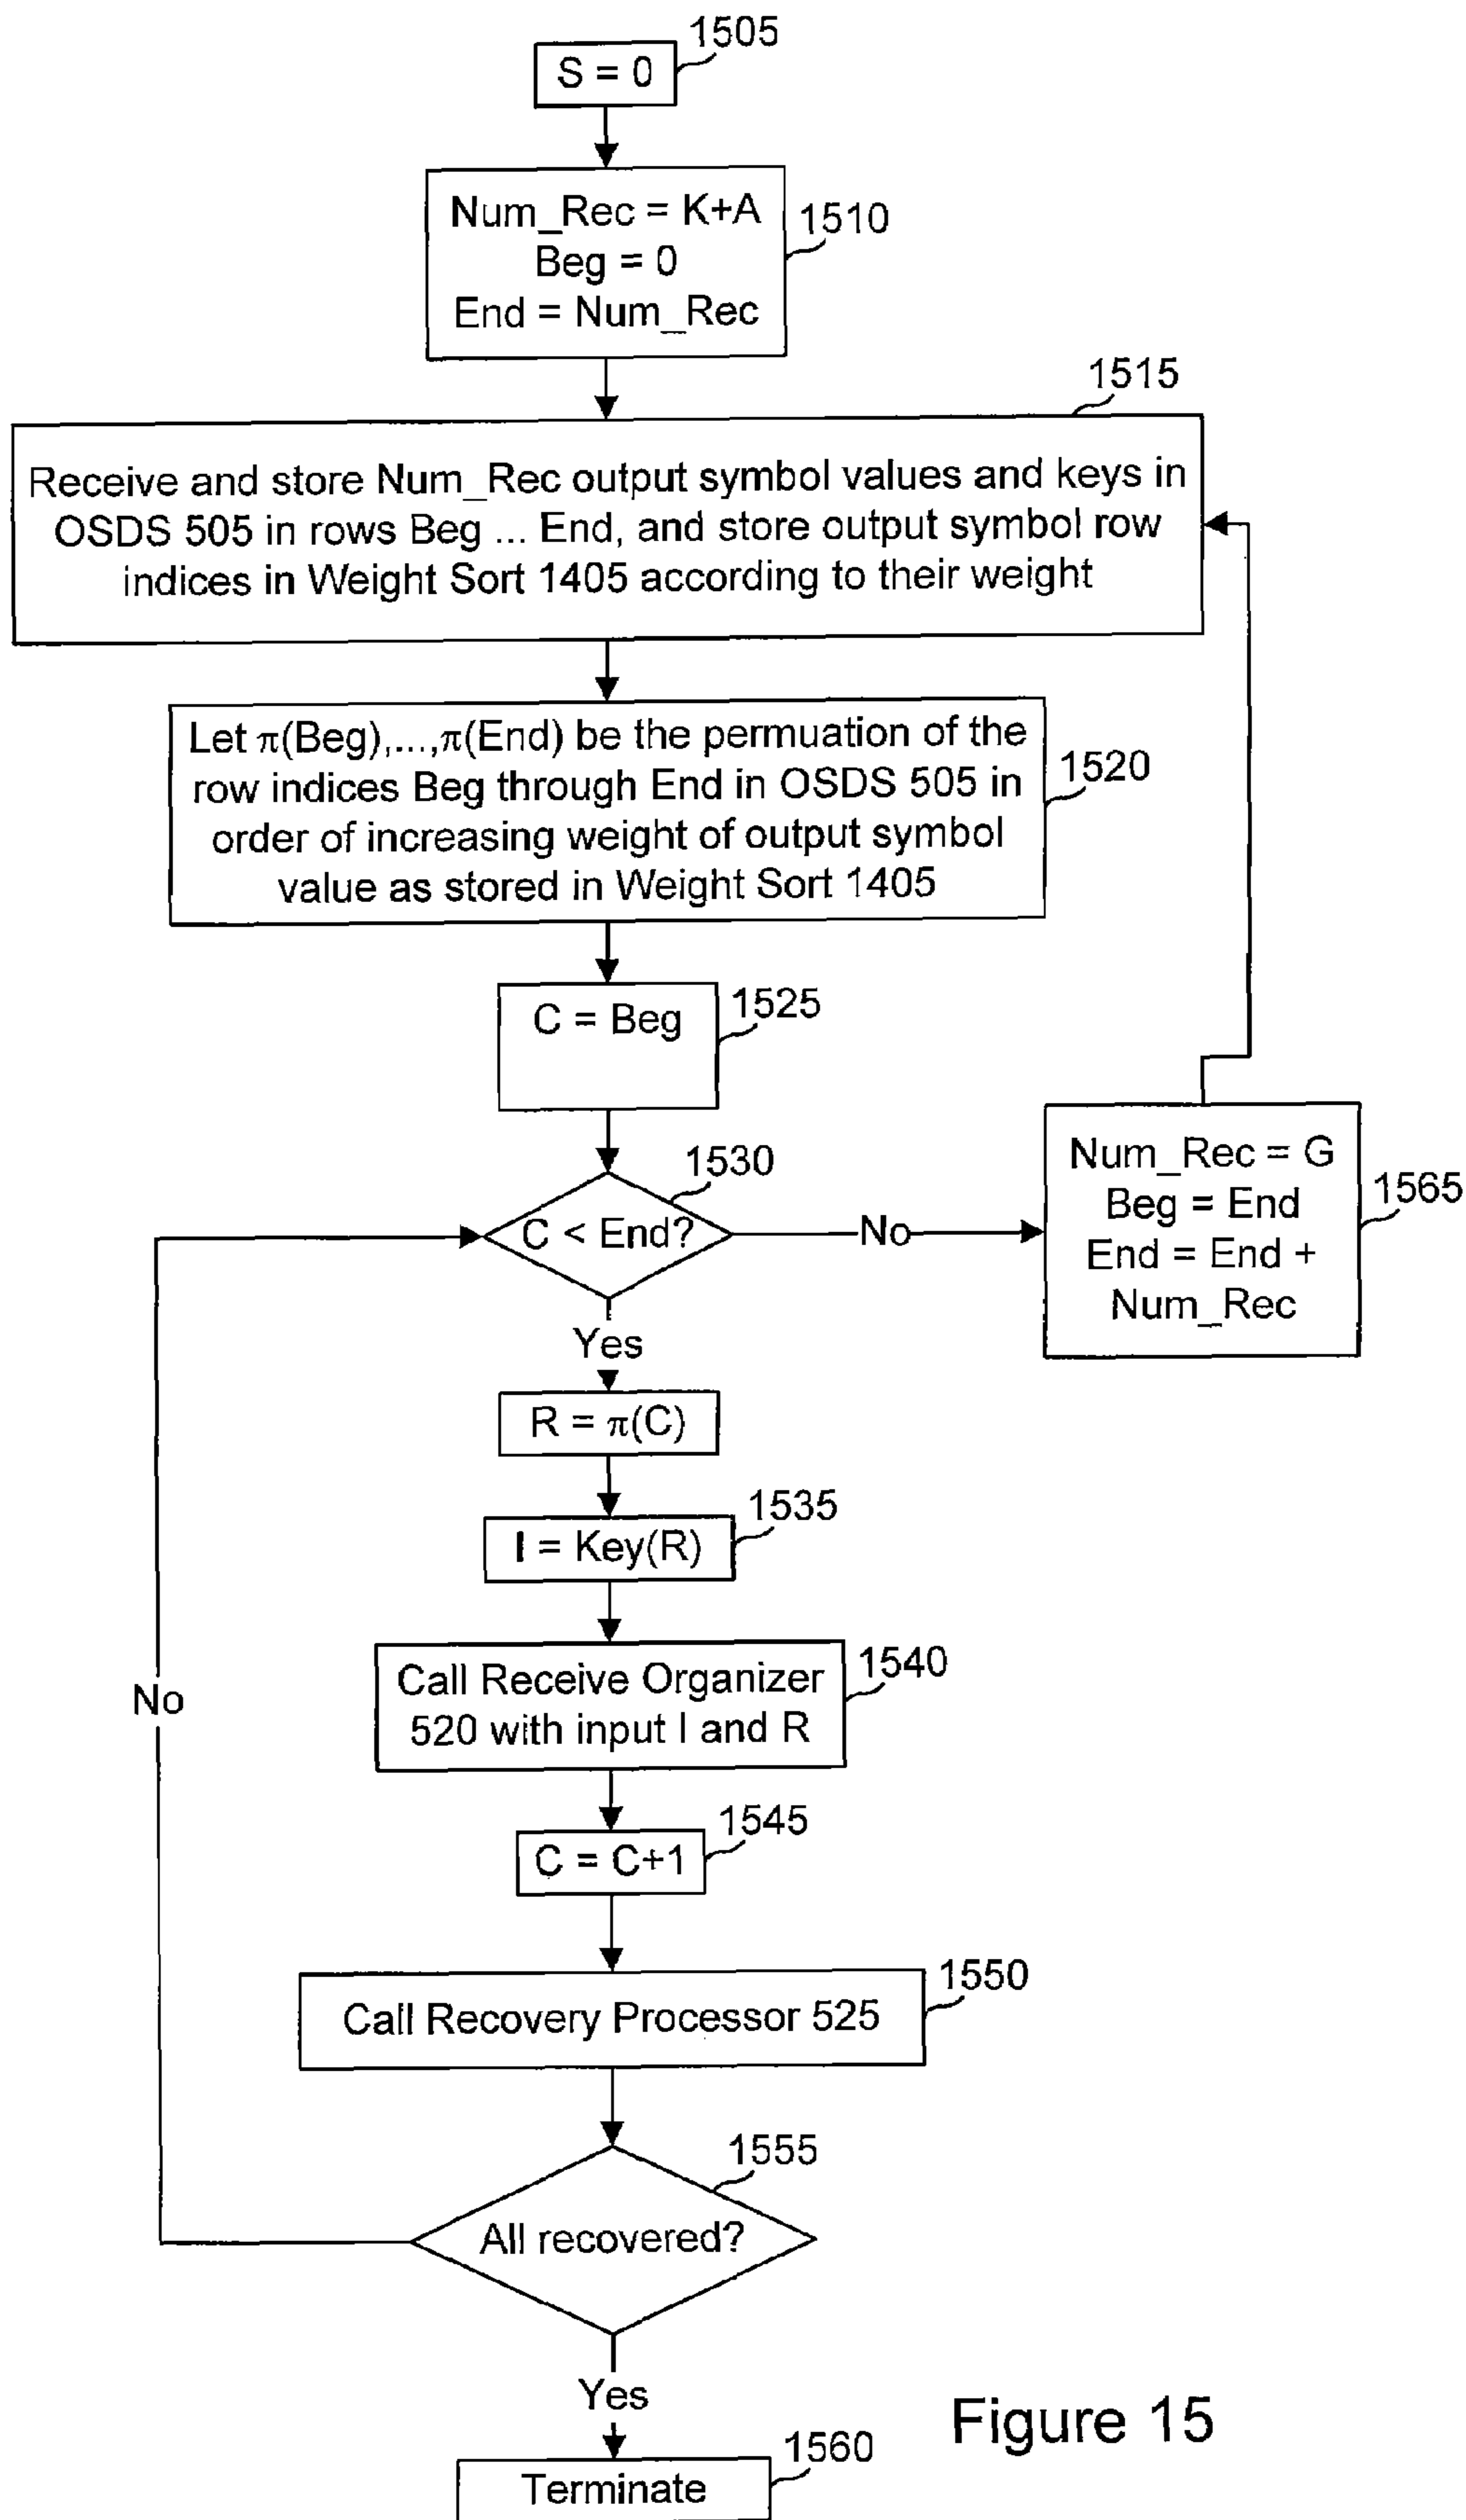 1505
S = 0
Num_Rec = K+A
Beg = 0
End = Num_Rec
1510
1515
Receive and store Num_Rec output symbol values and keys in
OSDS 505 in rows Beg ... End, and store output symbol row
indices in Weight Sort 1405 according to their weight
Let π(Beg),...,π(End) be the permuation of the
row indices Beg through End in OSDS 505 in
order of increasing weight of output symbol
value as stored in Weight Sort 1405
1520
C = Beg
1525
1530
C < End?
No
Num_Rec = G
Beg = End
End = End +
Num_Rec
1565
Yes
R = π(C)
1535
I = Key(R)
1540
Call Receive Organizer
520 with input I and R
No
1545
C = C+1
1550
Call Recovery Processor 525
1555
All recovered?
Yes
Figure 15
1560
Terminate